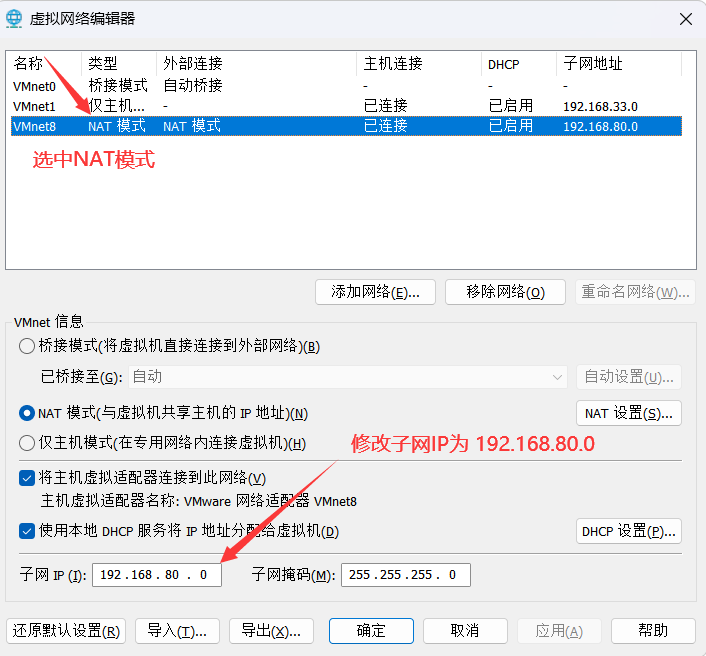 虚拟网络编辑器
名称 类型 外部连接 主机连接 DHCP 子网地址
VMnet0 桥接模式 自动桥接 - - -
VMnet1 仅主机... - 已连接 已启用 192.168.33.0
VMnet8 NAT 模式 NAT 模式 已连接 已启用 192.168.80.0
选中NAT模式
添加网络(E)... 移除网络(O) 重命名网络(W)...
VMnet 信息
桥接模式(将虚拟机直接连接到外部网络)(B)
已桥接至(G): 自动 自动设置(U)...
NAT 模式(与虚拟机共享主机的 IP 地址)(N) NAT 设置(S)...
仅主机模式(在专用网络内连接虚拟机)(H)
修改子网IP为 192.168.80.0
将主机虚拟适配器连接到此网络(V)
主机虚拟适配器名称: VMware 网络适配器 VMnet8
使用本地 DHCP 服务将 IP 地址分配给虚拟机(D) DHCP 设置(P)...
子网 IP (I): 192.168.80.0 子网掩码(M): 255.255.255.0
还原默认设置(R) 导入(T)... 导出(X)... 确定 取消 应用(A) 帮助